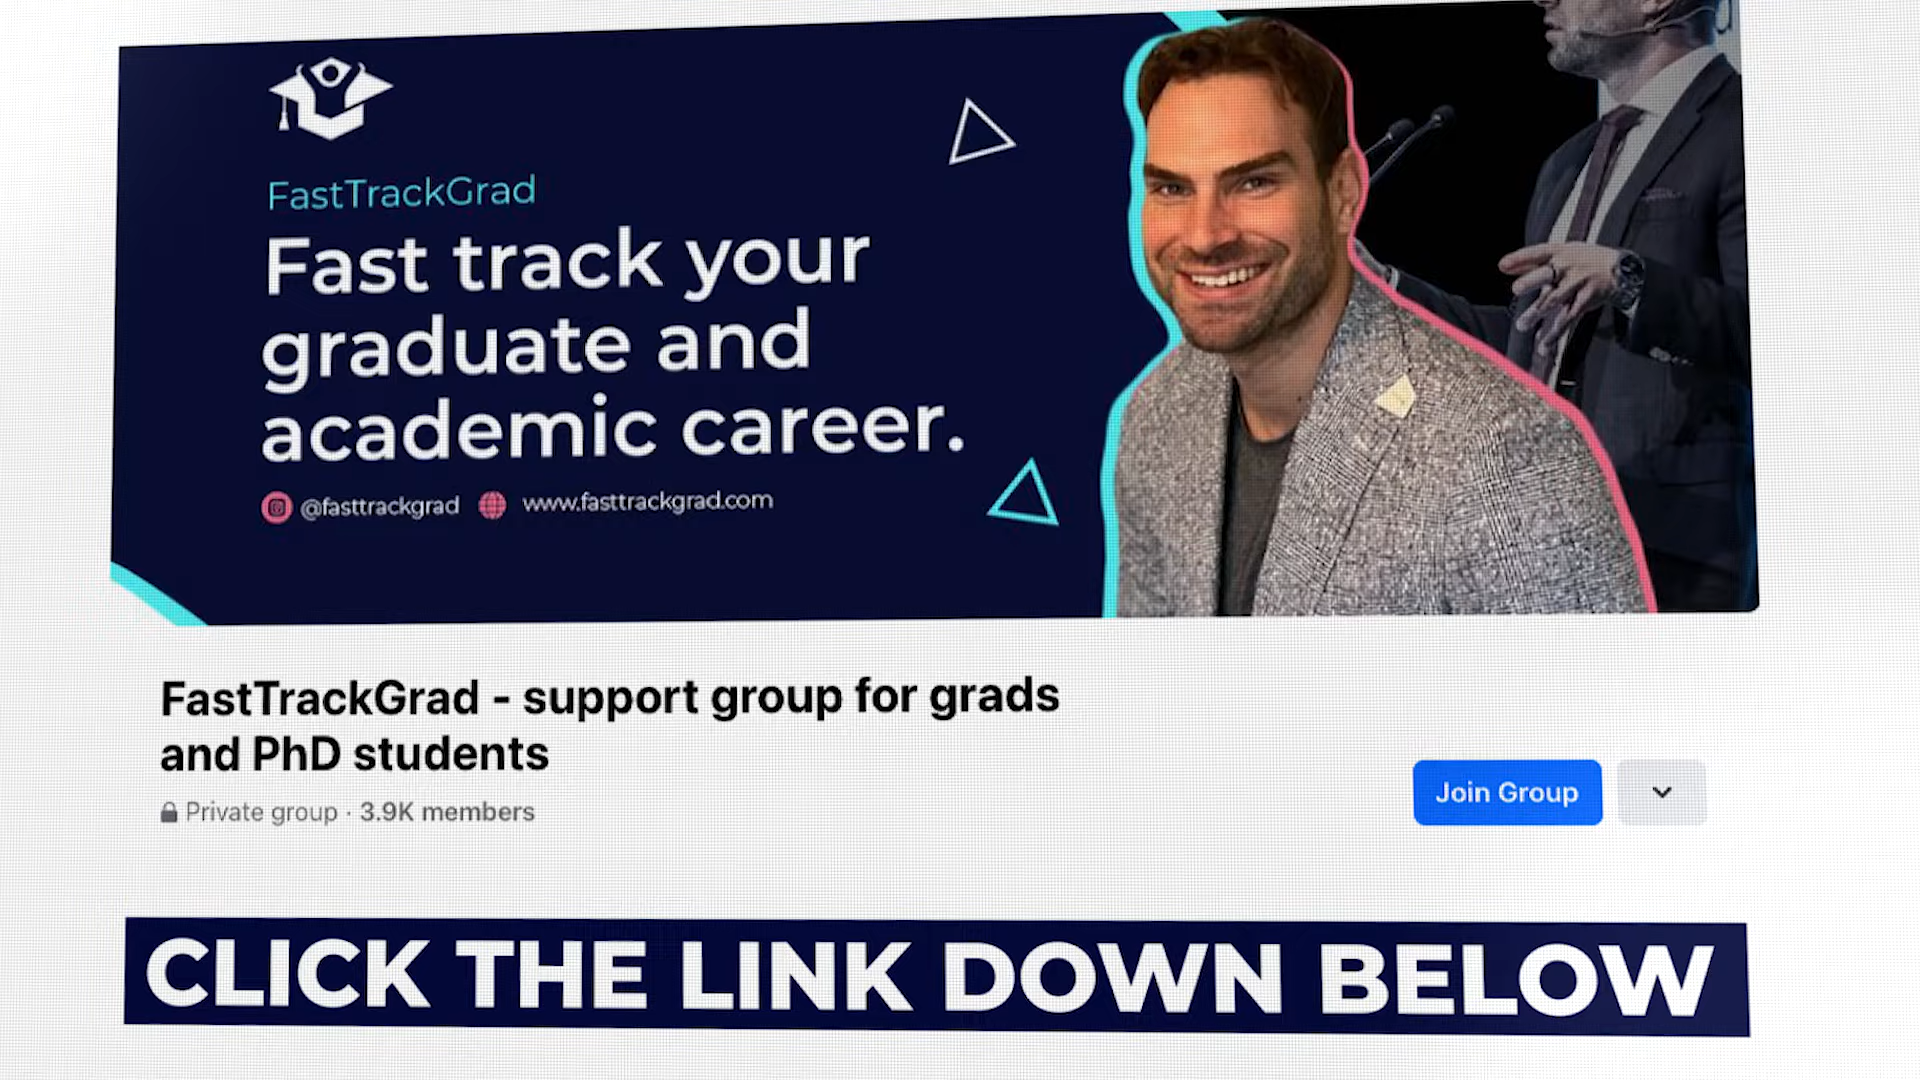 FastTrackGrad
Fast track your
graduate and
academic career.
@fasttrackgrad www.fasttrackgrad.com
FastTrackGrad - support group for grads
and PhD students
Private group · 3.9K members
Join Group
CLICK THE LINK DOWN BELOW